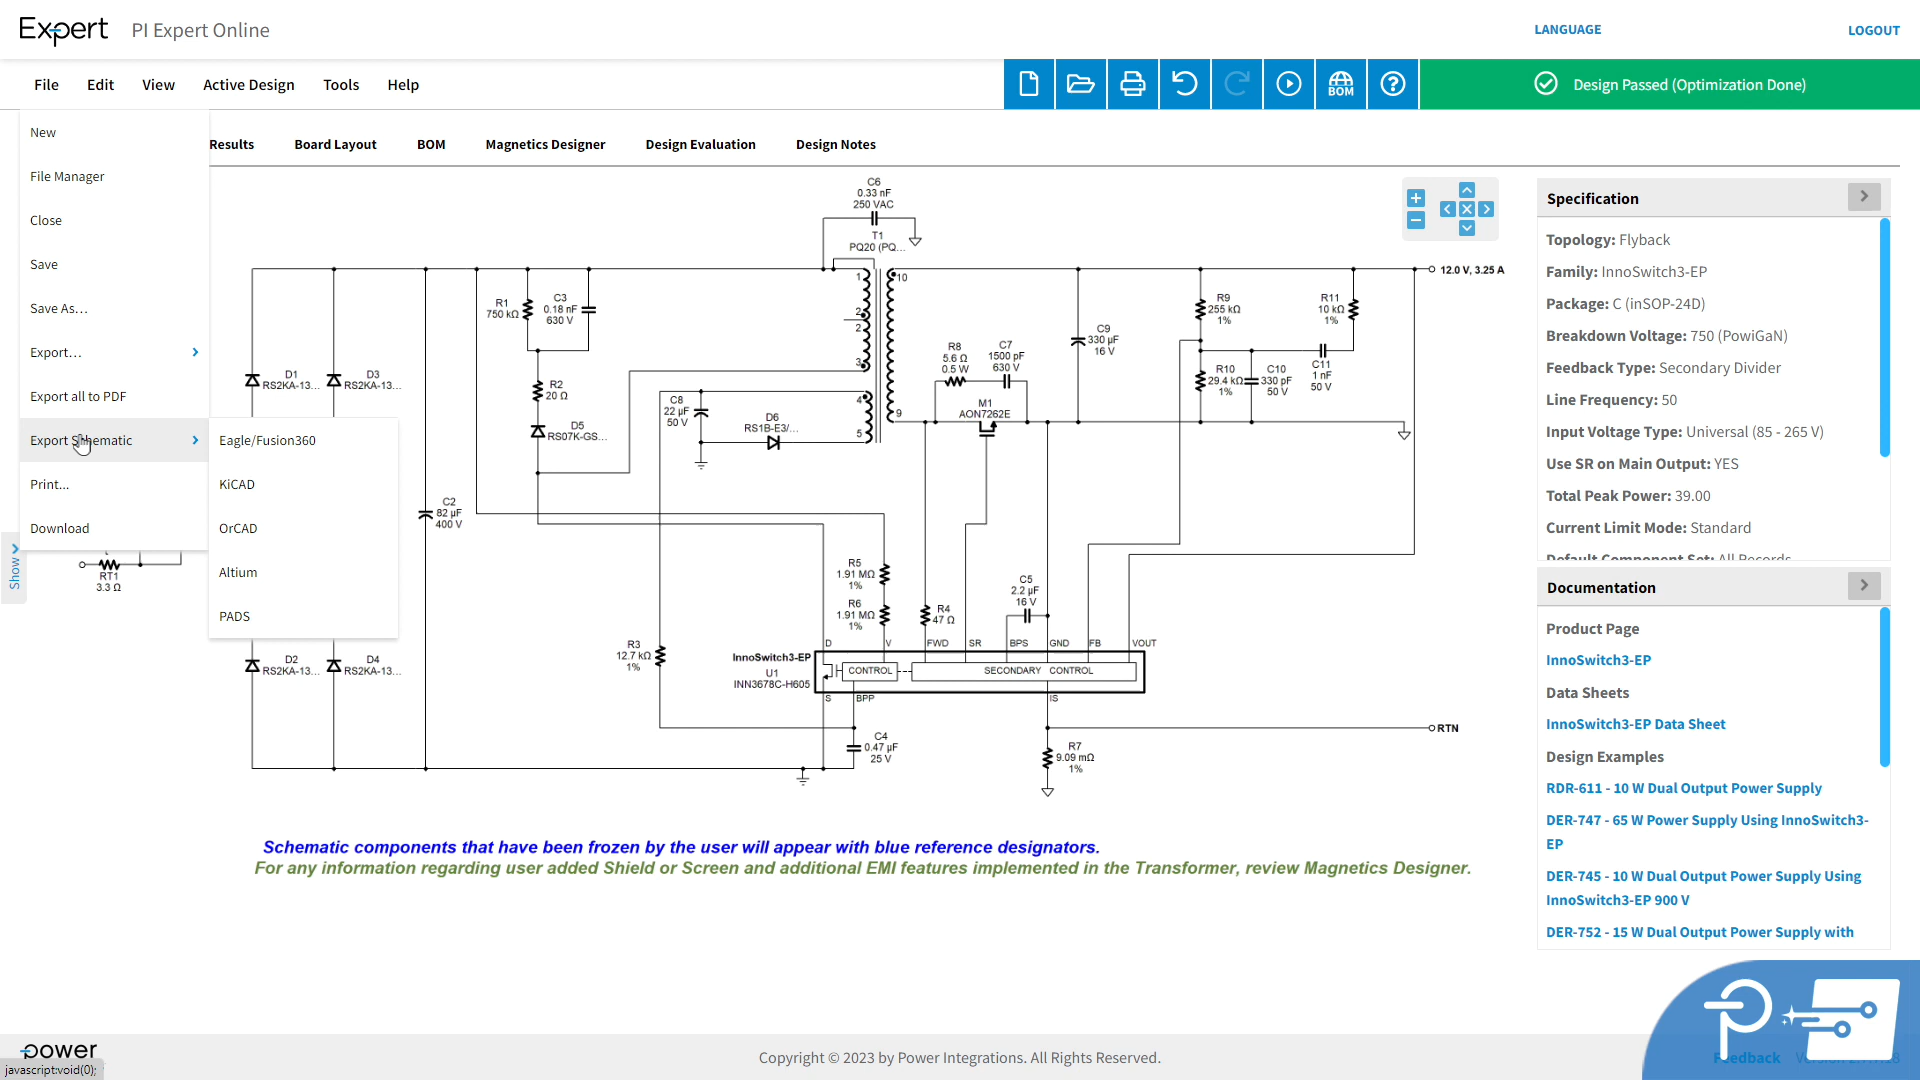 Expert PI Expert Online
LANGUAGE
LOGOUT
File Edit View Active Design Tools Help
BOM
Design Passed (Optimization Done)
Results Board Layout BOM Magnetics Designer Design Evaluation Design Notes
New
File Manager
Close
Save
Save As...
Export...
Export all to PDF
Export Schematic
Print...
Download
Eagle/Fusion360
KiCAD
OrCAD
Altium
PADS
Show
RT1
3.3 Ω
C6
0.33 nF
250 VAC
T1
PQ20 (PQ...
1
2
2
3
4
5
10
9
12.0 V, 3.25 A
R1
750 kΩ
C3
0.18 nF
630 V
R2
20 Ω
D5
RS07K-GS...
D1
RS2KA-13...
D3
RS2KA-13...
D2
RS2KA-13...
D4
RS2KA-13...
C2
82 µF
400 V
C8
22 µF
50 V
D6
RS1B-E3/...
R8
5.6 Ω
0.5 W
C7
1500 pF
630 V
M1
AON7262E
C9
330 µF
16 V
R9
255 kΩ
1%
R11
10 kΩ
1%
R10
29.4 kΩ
1%
C10
330 pF
50 V
C11
1 nF
50 V
R5
1.91 MΩ
1%
R6
1.91 MΩ
1%
R4
47 Ω
C5
2.2 µF
16 V
R3
12.7 kΩ
1%
D V FWD SR BPS GND FB VOUT
InnoSwitch3-EP
U1
INN3678C-H605
CONTROL
SECONDARY CONTROL
S BPP IS
C4
0.47 µF
25 V
R7
9.09 mΩ
1%
RTN
Schematic components that have been frozen by the user will appear with blue reference designators.
For any information regarding user added Shield or Screen and additional EMI features implemented in the Transformer, review Magnetics Designer.
Specification
Topology: Flyback
Family: InnoSwitch3-EP
Package: C (inSOP-24D)
Breakdown Voltage: 750 (PowiGaN)
Feedback Type: Secondary Divider
Line Frequency: 50
Input Voltage Type: Universal (85 - 265 V)
Use SR on Main Output: YES
Total Peak Power: 39.00
Current Limit Mode: Standard
Default Component Set: All Records
Documentation
Product Page
InnoSwitch3-EP
Data Sheets
InnoSwitch3-EP Data Sheet
Design Examples
RDR-611 - 10 W Dual Output Power Supply
DER-747 - 65 W Power Supply Using InnoSwitch3-
EP
DER-745 - 10 W Dual Output Power Supply Using
InnoSwitch3-EP 900 V
DER-752 - 15 W Dual Output Power Supply with
power
javascript:void(0);
Copyright © 2023 by Power Integrations. All Rights Reserved.
Feedback